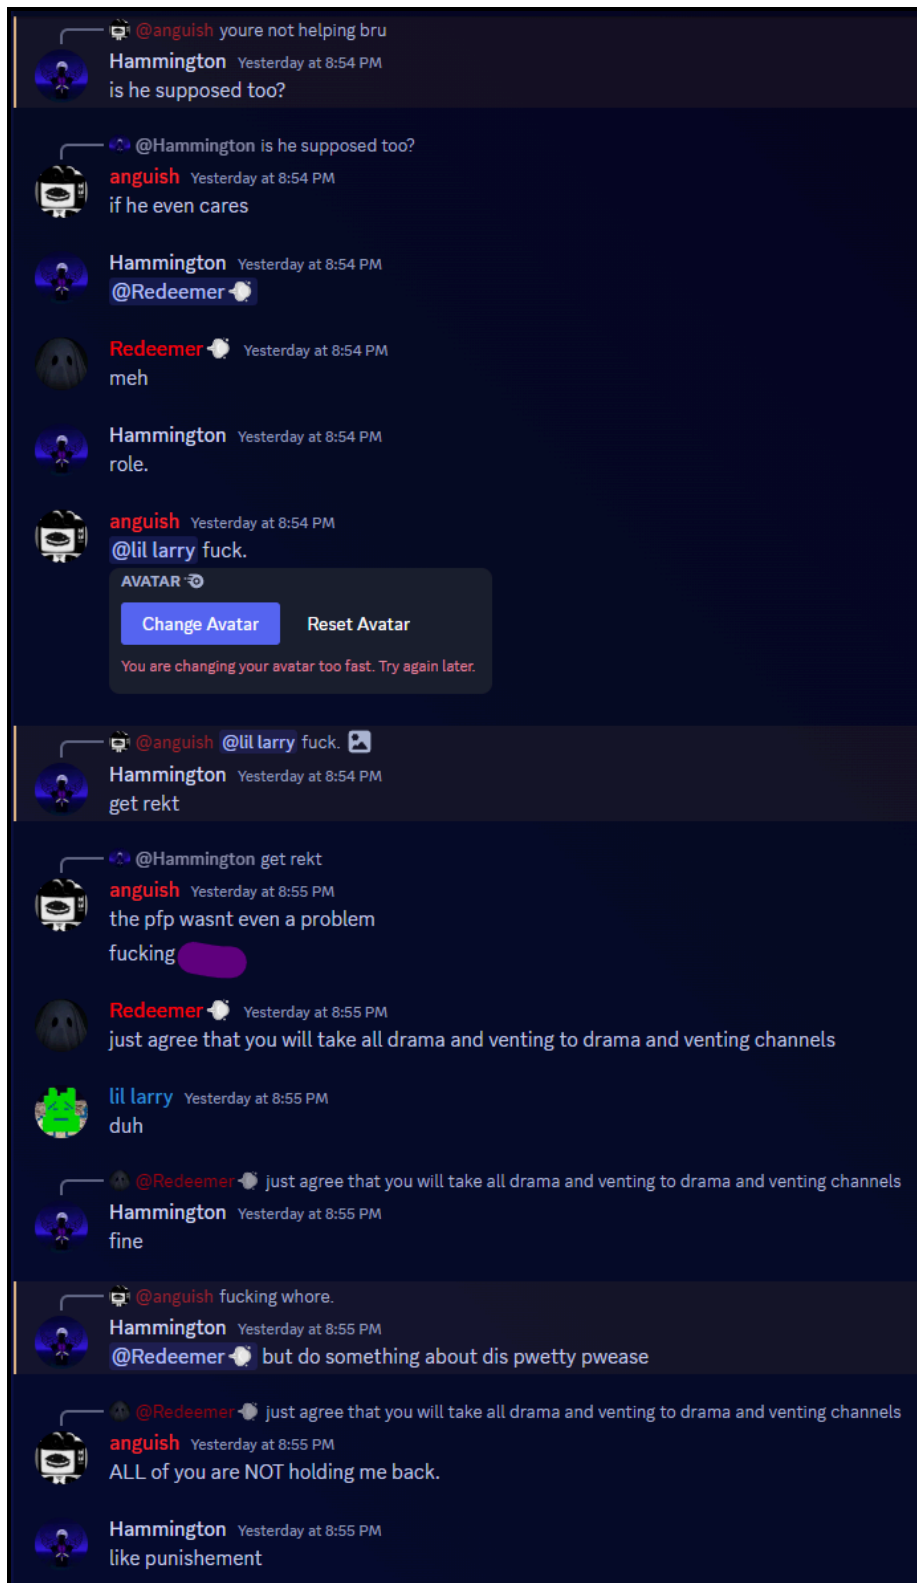 @anguish youre not helping bru
Hammington Yesterday at 8:54 PM
is he supposed too?
@Hammington is he supposed too?
anguish Yesterday at 8:54 PM
if he even cares
Hammington Yesterday at 8:54 PM
@Redeemer
Redeemer Yesterday at 8:54 PM
meh
Hammington Yesterday at 8:54 PM
role.
anguish Yesterday at 8:54 PM
@lil larry fuck.
AVATAR
Change Avatar Reset Avatar
You are changing your avatar too fast. Try again later.
@anguish @lil larry fuck.
Hammington Yesterday at 8:54 PM
get rekt
@Hammington get rekt
anguish Yesterday at 8:55 PM
the pfp wasnt even a problem
fucking
Redeemer Yesterday at 8:55 PM
just agree that you will take all drama and venting to drama and venting channels
lil larry Yesterday at 8:55 PM
duh
@Redeemer just agree that you will take all drama and venting to drama and venting channels
Hammington Yesterday at 8:55 PM
fine
@anguish fucking whore.
Hammington Yesterday at 8:55 PM
@Redeemer but do something about dis pwetty pwease
@Redeemer just agree that you will take all drama and venting to drama and venting channels
anguish Yesterday at 8:55 PM
ALL of you are NOT holding me back.
Hammington Yesterday at 8:55 PM
like punishement